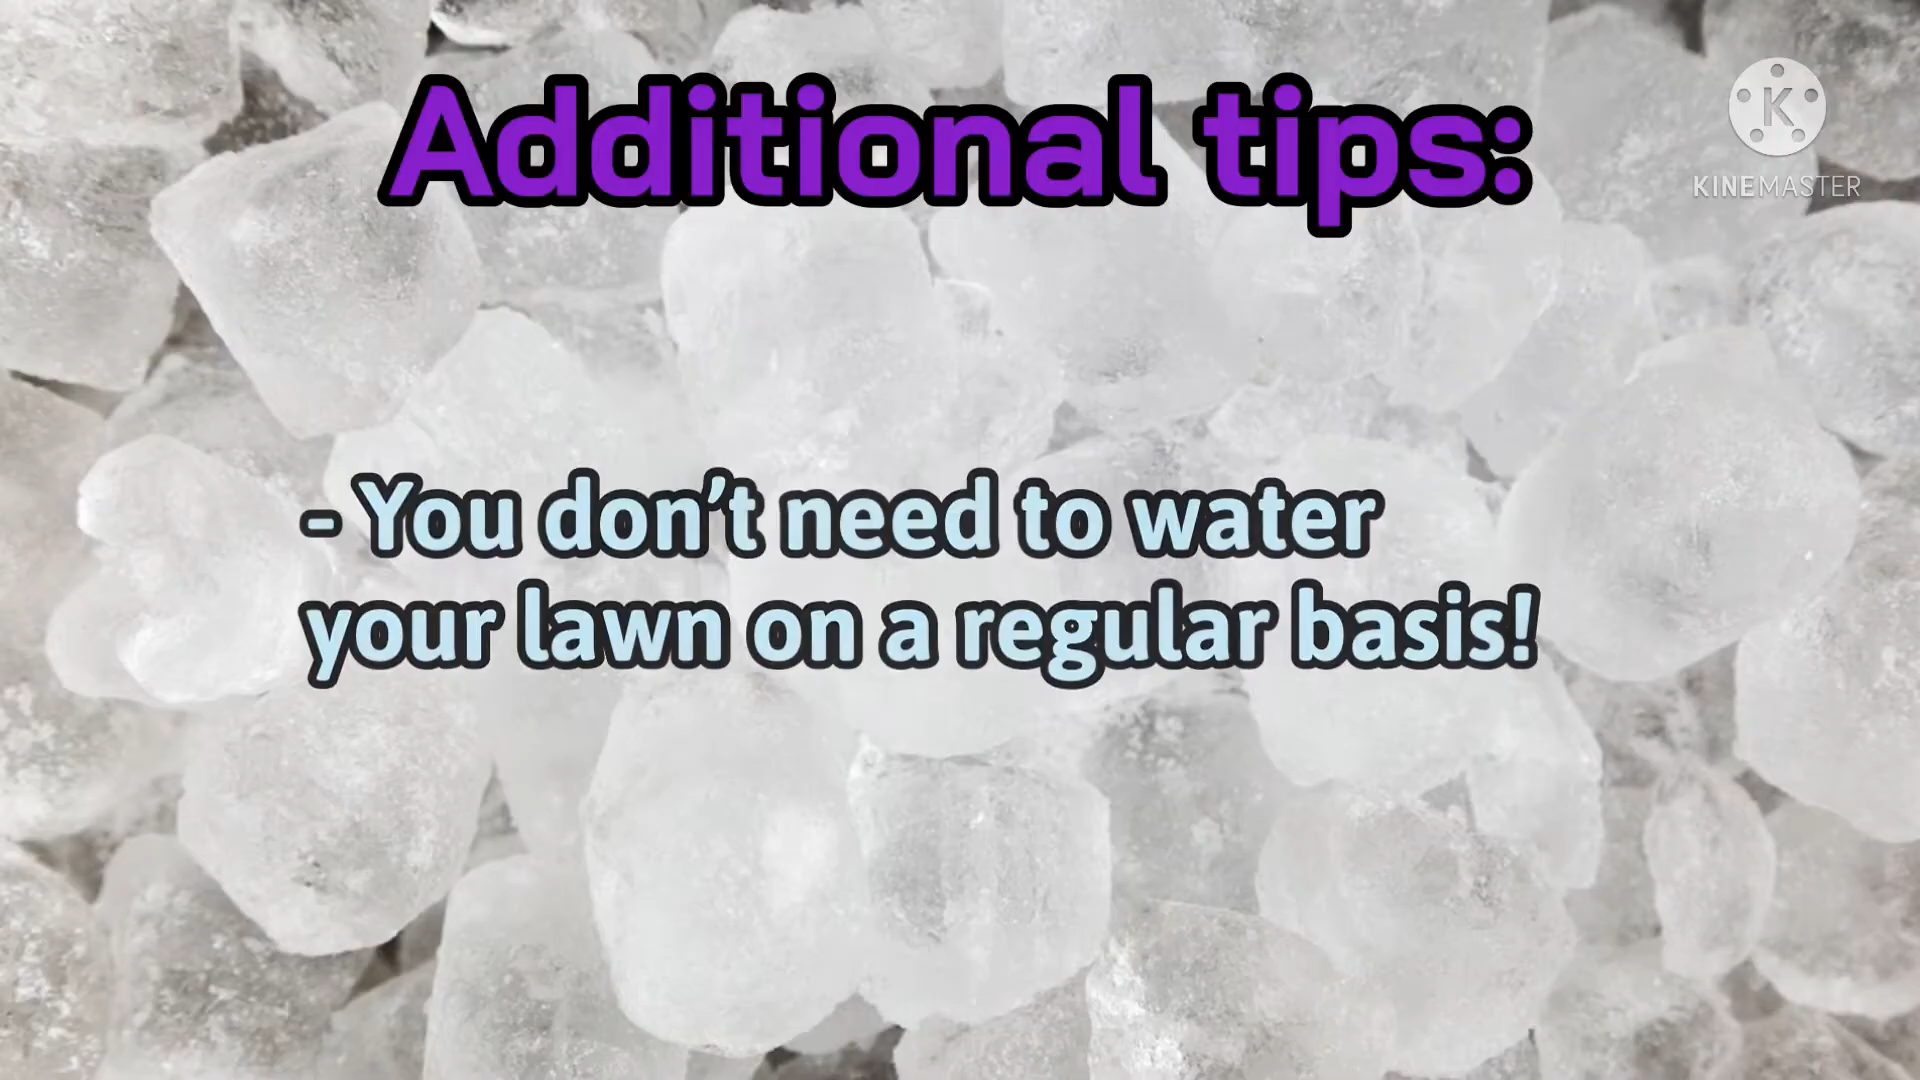 Additional tips:
K
KINEMASTER
- You don't need to water
your lawn on a regular basis!